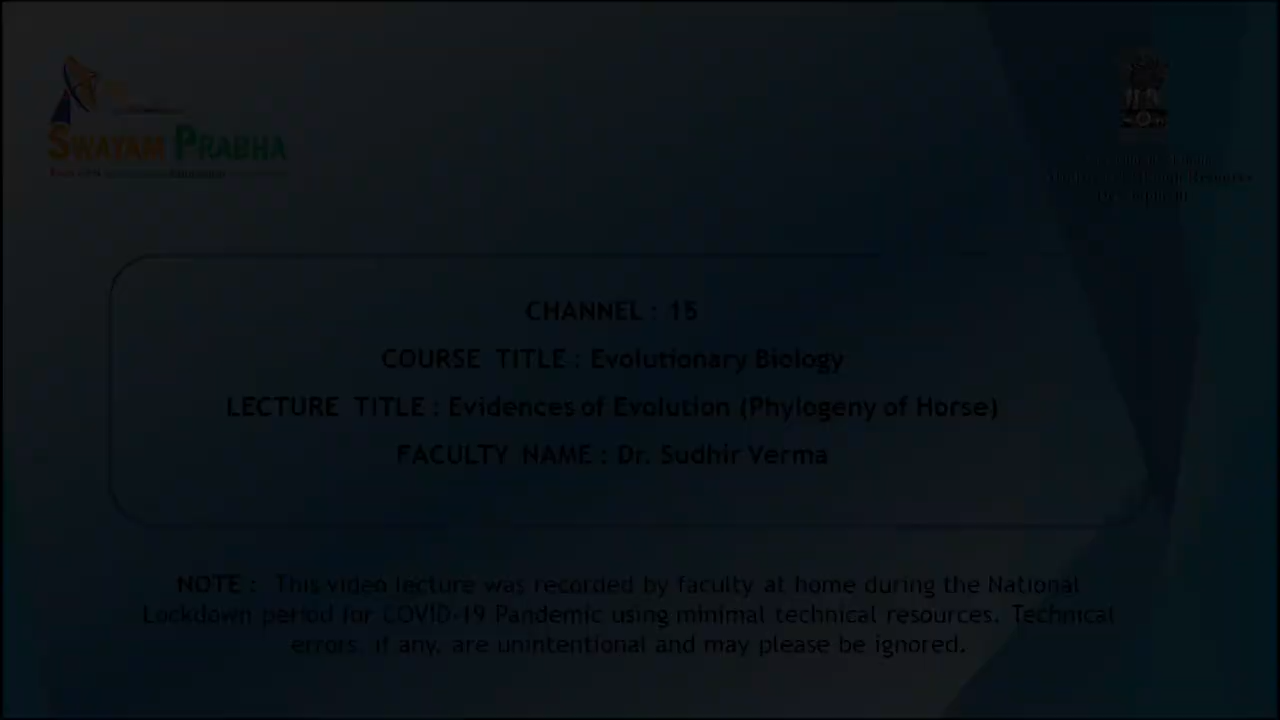 SWAYAM PRABHA
CHANNEL : 15
COURSE TITLE : Evolutionary Biology
LECTURE TITLE : Evidences of Evolution (Phylogeny of Horse)
FACULTY NAME : Dr. Sudhir Verma
NOTE : This video lecture was recorded by faculty at home during the National
Lockdown period for COVID-19 Pandemic using minimal technical resources. Technical
errors, if any, are unintentional and may please be ignored.